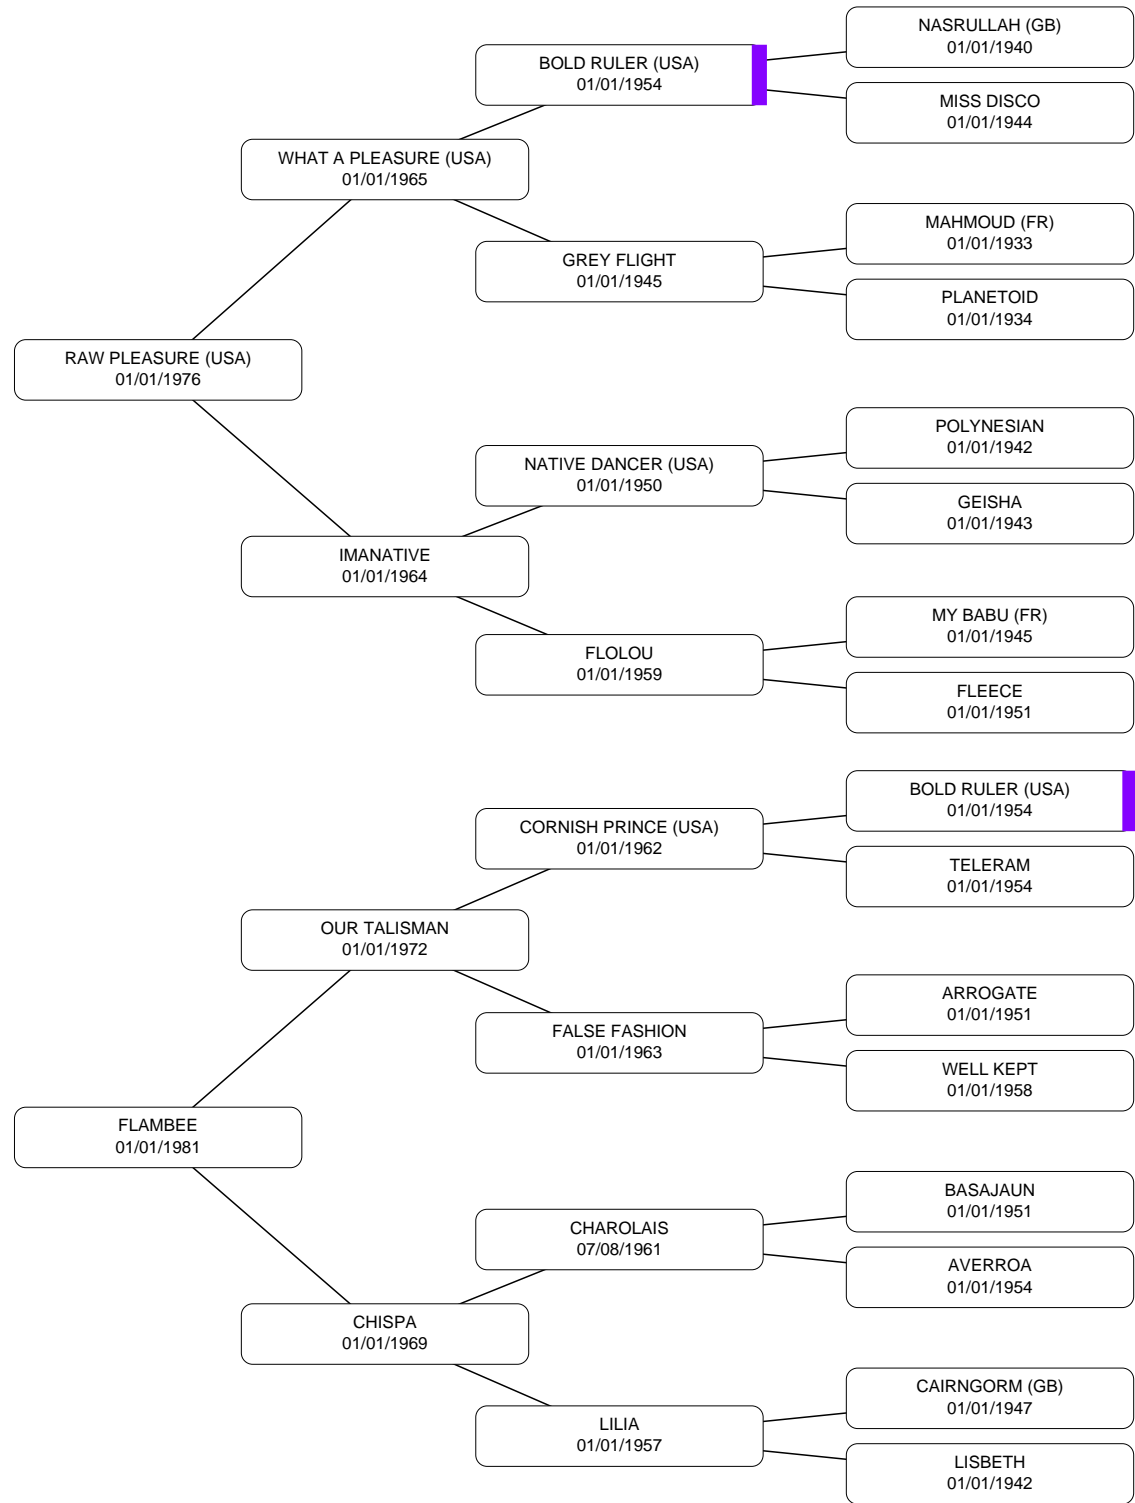 NASRULLAH (GB)
01/01/1940
BOLD RULER (USA)
01/01/1954
MISS DISCO
01/01/1944
WHAT A PLEASURE (USA)
01/01/1965
MAHMOUD (FR)
01/01/1933
GREY FLIGHT
01/01/1945
PLANETOID
01/01/1934
RAW PLEASURE (USA)
01/01/1976
POLYNESIAN
01/01/1942
NATIVE DANCER (USA)
01/01/1950
GEISHA
01/01/1943
IMANATIVE
01/01/1964
MY BABU (FR)
01/01/1945
FLOLOU
01/01/1959
FLEECE
01/01/1951
BOLD RULER (USA)
01/01/1954
CORNISH PRINCE (USA)
01/01/1962
TELERAM
01/01/1954
OUR TALISMAN
01/01/1972
ARROGATE
01/01/1951
FALSE FASHION
01/01/1963
WELL KEPT
01/01/1958
FLAMBEE
01/01/1981
BASAJAUN
01/01/1951
CHAROLAIS
07/08/1961
AVERROA
01/01/1954
CHISPA
01/01/1969
CAIRNGORM (GB)
01/01/1947
LILIA
01/01/1957
LISBETH
01/01/1942